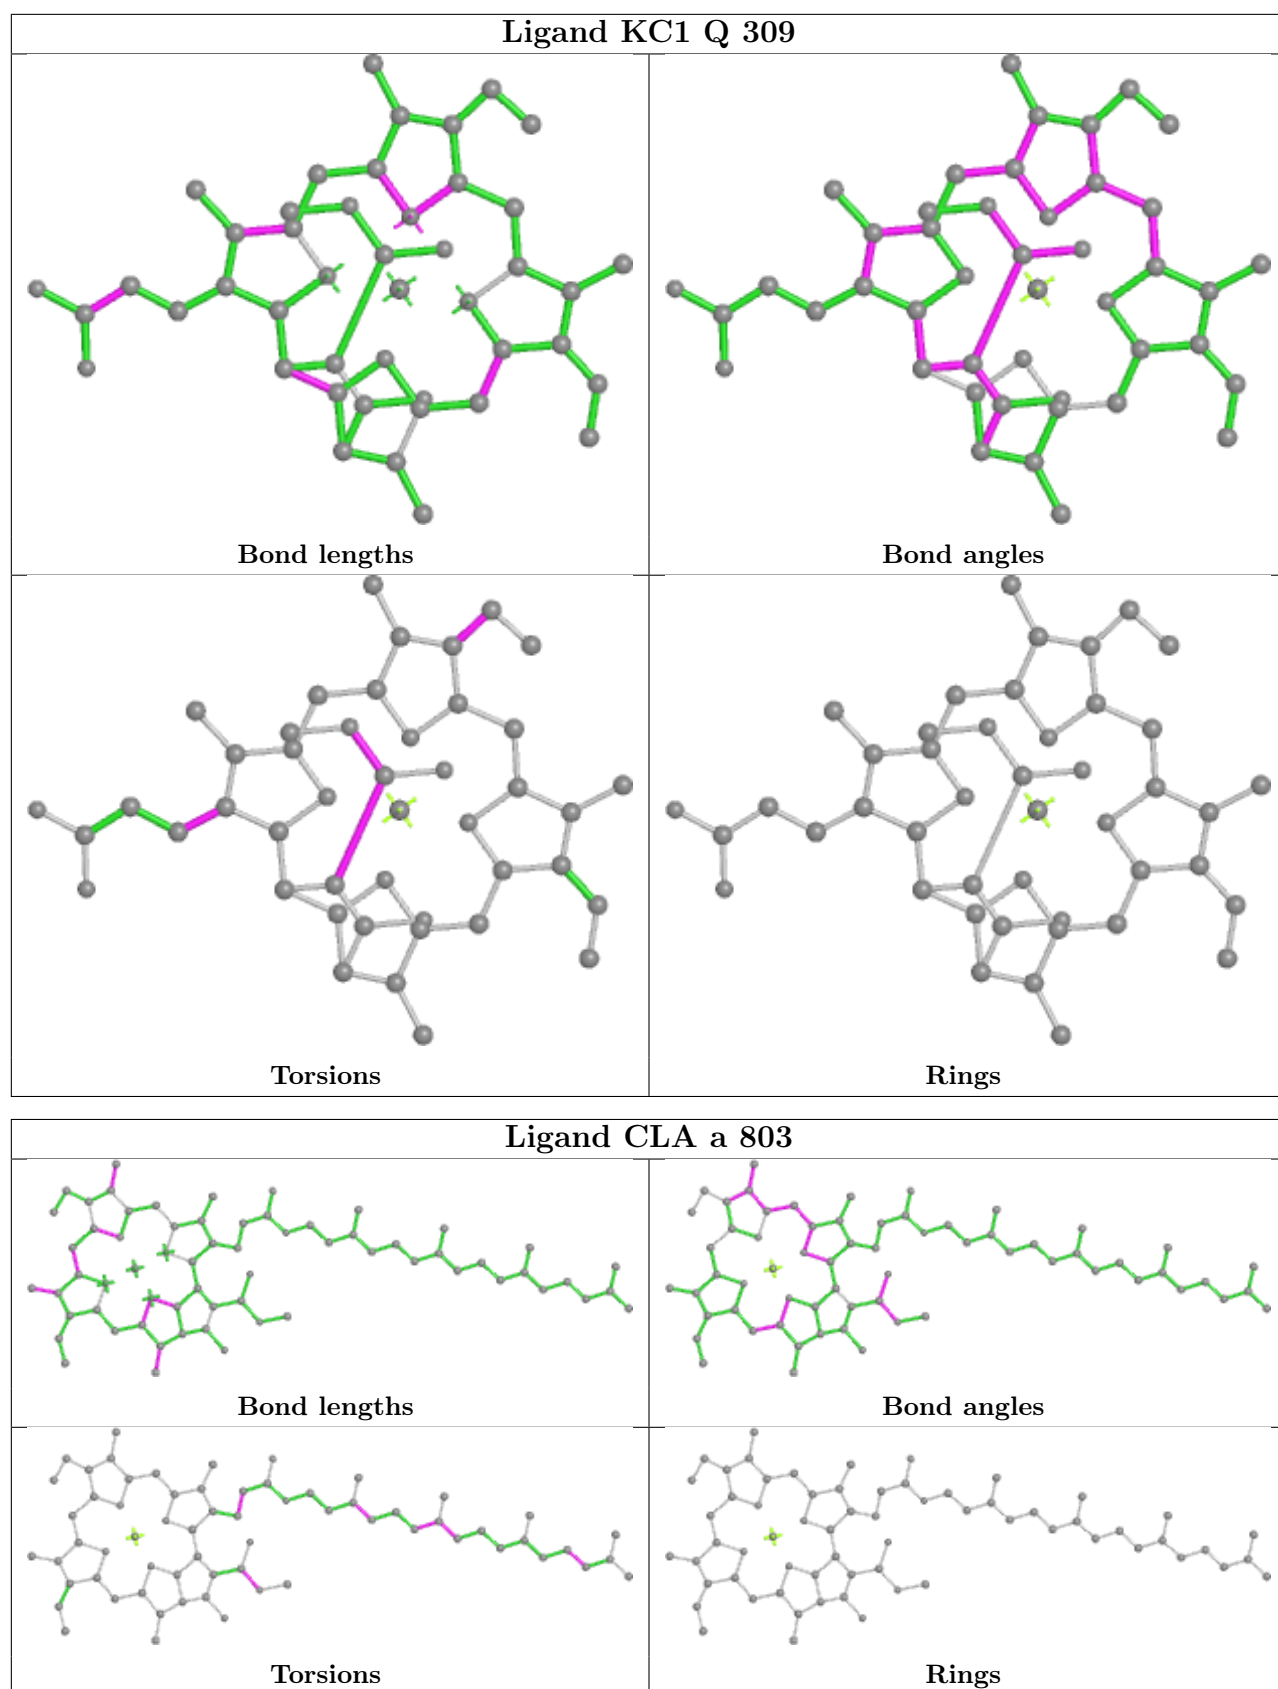 Ligand KC1 Q 309
Bond lengths
Bond angles
Torsions
Rings
Ligand CLA a 803
Bond lengths
Bond angles
Torsions
Rings